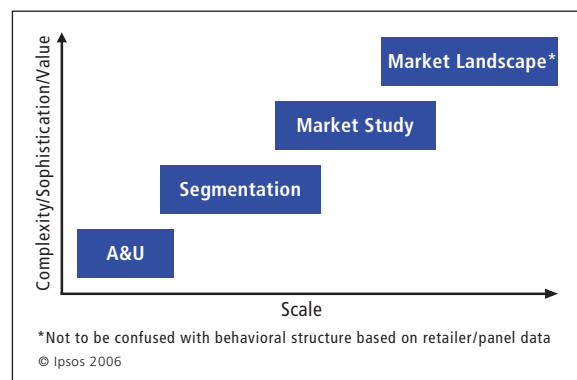 Complexity/Sophistication/Value
Market Landscape*
Market Study
Segmentation
A&U
Scale
*Not to be confused with behavioral structure based on retailer/panel data
© Ipsos 2006